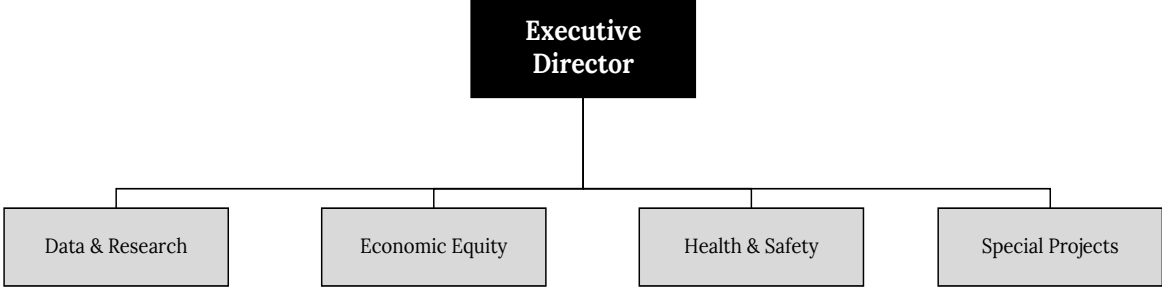 Executive
Director
Data & Research
Economic Equity
Health & Safety
Special Projects